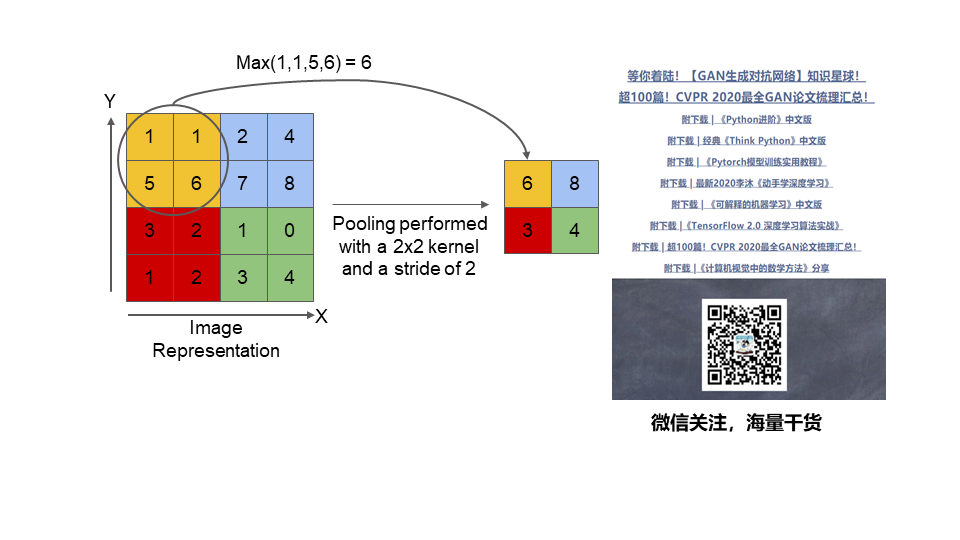 Max(1,1,5,6) = 6
Y
1 1 2 4
5 6 7 8
3 2 1 0
1 2 3 4
X
Image
Representation
Pooling performed
with a 2x2 kernel
and a stride of 2
6 8
3 4
等你着陆！【GAN生成对抗网络】知识星球！
超100篇！CVPR 2020最全GAN论文梳理汇总！
附下载 | 《Python进阶》中文版
附下载 | 经典《Think Python》中文版
附下载 | 《Pytorch模型训练实用教程》
附下载 | 最新2020李沐《动手学深度学习》
附下载 | 《可解释的机器学习》中文版
附下载 |《TensorFlow 2.0 深度学习算法实战》
附下载 | 超100篇！CVPR 2020最全GAN论文梳理汇总！
附下载 |《计算机视觉中的数学方法》分享
微信关注，海量干货